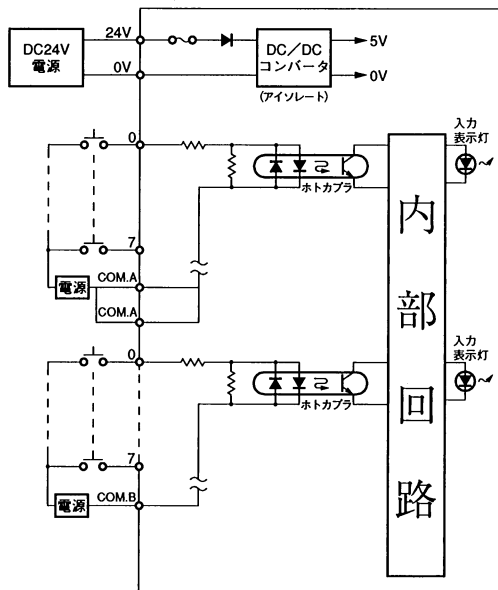 DC24V
電源
24V
0V
DC／DC
コンバータ
(アイソレート)
5V
0V
0
7
電源
COM.A
COM.A
ホトカプラ
入力
表示灯
内部回路
0
7
電源
COM.B
ホトカプラ
入力
表示灯